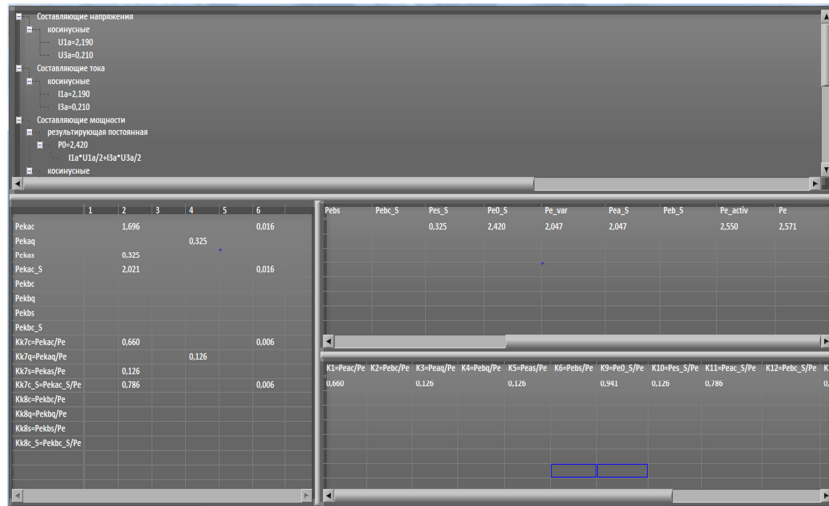 Составляющие напряжения
косинусные
U1a=2,190
U3a=0,210
Составляющие тока
косинусные
I1a=2,190
I3a=0,210
Составляющие мощности
результирующая постоянная
P0=2,420
I1a*U1a/2+I3a*U3a/2
косинусные
1 2 3 4 5 6
Pekac 1,696 0,016
Pekaq 0,325
Pekas 0,325
Pekac_S 2,021 0,016
Pekbc
Pekbq
Pekbs
Pekbc_S
Kk7c=Pekac/Pe 0,660 0,006
Kk7q=Pekaq/Pe 0,126
Kk7s=Pekas/Pe 0,126
Kk7c_S=Pekac_S/Pe 0,786 0,006
Kk8c=Pekbc/Pe
Kk8q=Pekbq/Pe
Kk8s=Pekbs/Pe
Kk8c_S=Pekbc_S/Pe
Pebs Pebc_S Pes_S Pe0_S Pe_var Pea_S Peb_S Pe_activ Pe
0,325 2,420 2,047 2,047 2,550 2,571
K1=Peac/Pe K2=Pebc/Pe K3=Peaq/Pe K4=Pebq/Pe K5=Peas/Pe K6=Pebs/Pe K9=Pe0_S/Pe K10=Pes_S/Pe K11=Peac_S/Pe K12=Pebc_S/Pe
0,660 0,126 0,126 0,941 0,126 0,786